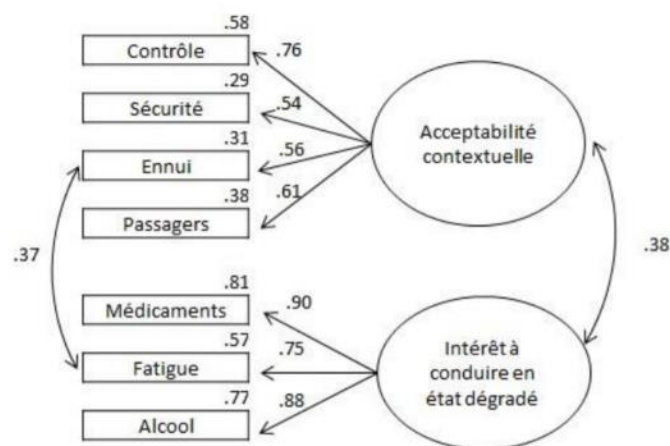 .58
Contrôle
.76
.29
Sécurité
.54
.31
Ennui
.56
.38
Passagers
.61
Acceptabilité
contextuelle
.37
.38
.81
Médicaments
.90
.57
Fatigue
.75
.77
Alcool
.88
Intérêt à
conduire en
état dégradé